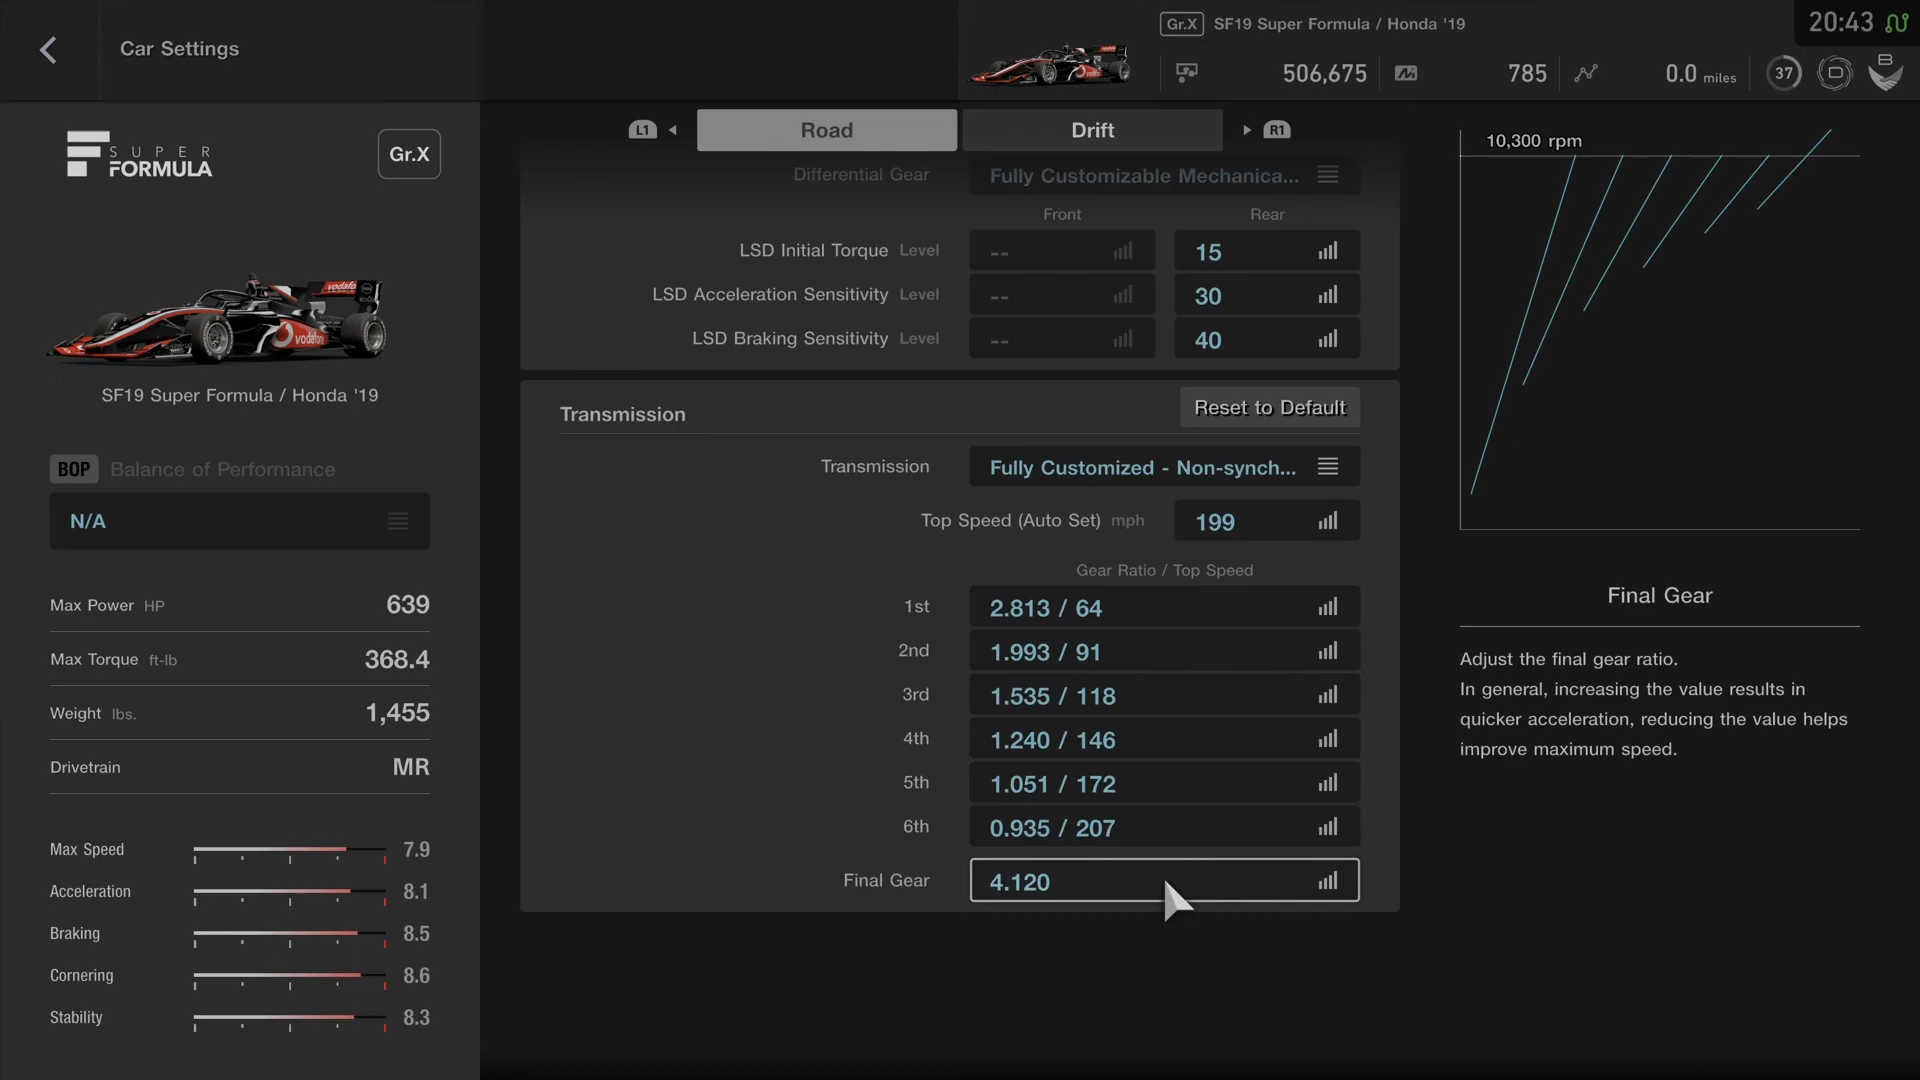 Car Settings
Gr.X SF19 Super Formula / Honda '19
20:43
506,675
785
0.0 miles
37
D
B
SUPER
FORMULA
Gr.X
L1
Road
Drift
R1
Differential Gear
Fully Customizable Mechanica...
Front
Rear
LSD Initial Torque Level
--
15
LSD Acceleration Sensitivity Level
--
30
LSD Braking Sensitivity Level
--
40
10,300 rpm
vodafone
SF19 Super Formula / Honda '19
BOP Balance of Performance
N/A
Max Power HP 639
Max Torque ft-lb 368.4
Weight lbs. 1,455
Drivetrain MR
Max Speed 7.9
Acceleration 8.1
Braking 8.5
Cornering 8.6
Stability 8.3
Transmission
Reset to Default
Transmission
Fully Customized - Non-synch...
Top Speed (Auto Set) mph 199
Gear Ratio / Top Speed
1st 2.813 / 64
2nd 1.993 / 91
3rd 1.535 / 118
4th 1.240 / 146
5th 1.051 / 172
6th 0.935 / 207
Final Gear 4.120
Final Gear
Adjust the final gear ratio.
In general, increasing the value results in
quicker acceleration, reducing the value helps
improve maximum speed.